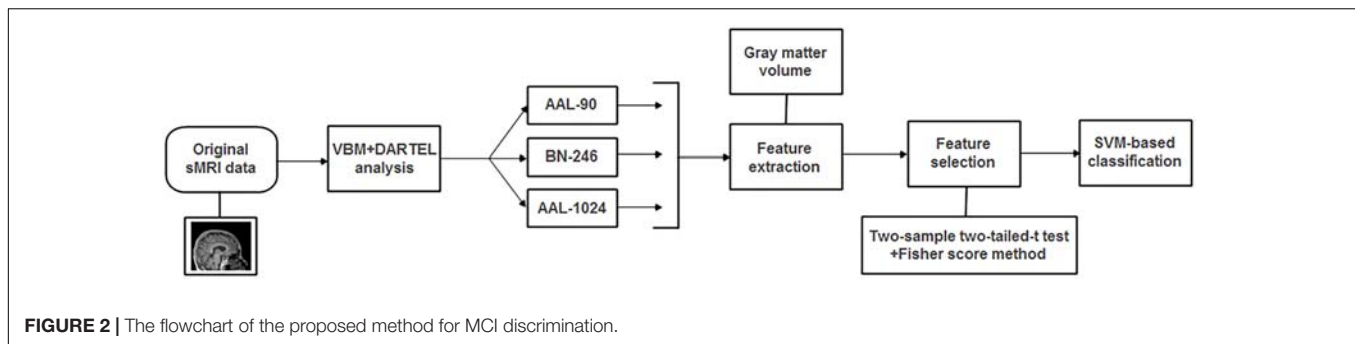 Original
sMRI data
VBM+DARTEL
analysis
AAL-90
BN-246
AAL-1024
Gray matter
volume
Feature
extraction
Feature
selection
Two-sample two-tailed-t test
+Fisher score method
SVM-based
classification
FIGURE 2 | The flowchart of the proposed method for MCI discrimination.